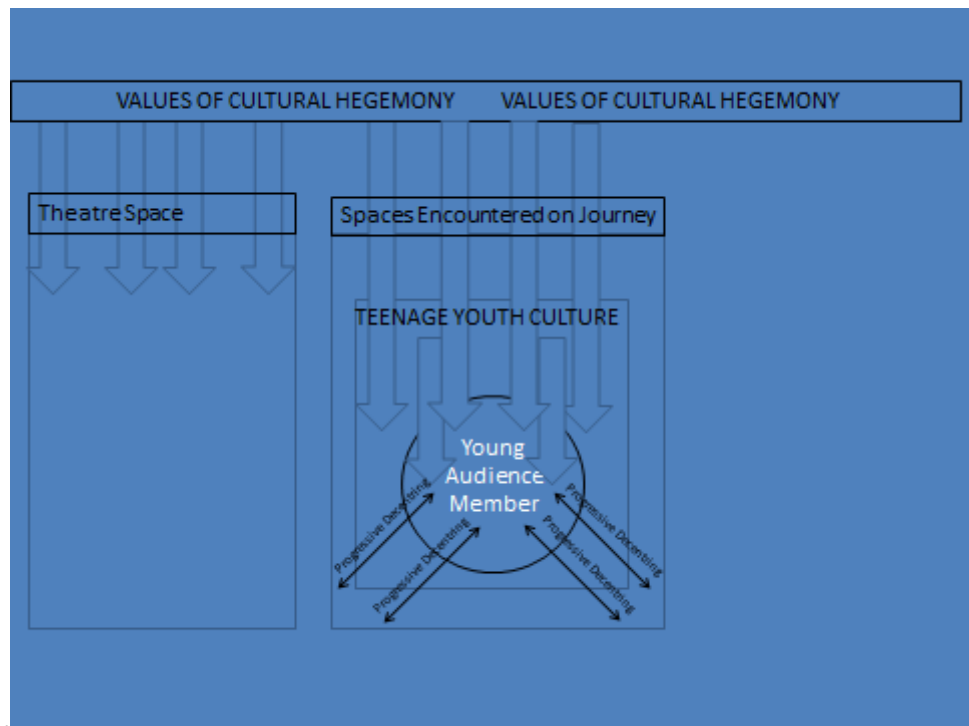 VALUES OF CULTURAL HEGEMONY VALUES OF CULTURAL HEGEMONY
Theatre Space
Spaces Encountered on Journey
TEENAGE YOUTH CULTURE
Young
Audience
Member
Progressive Decentring
Progressive Decentring
Progressive Decentring
Progressive Decentring